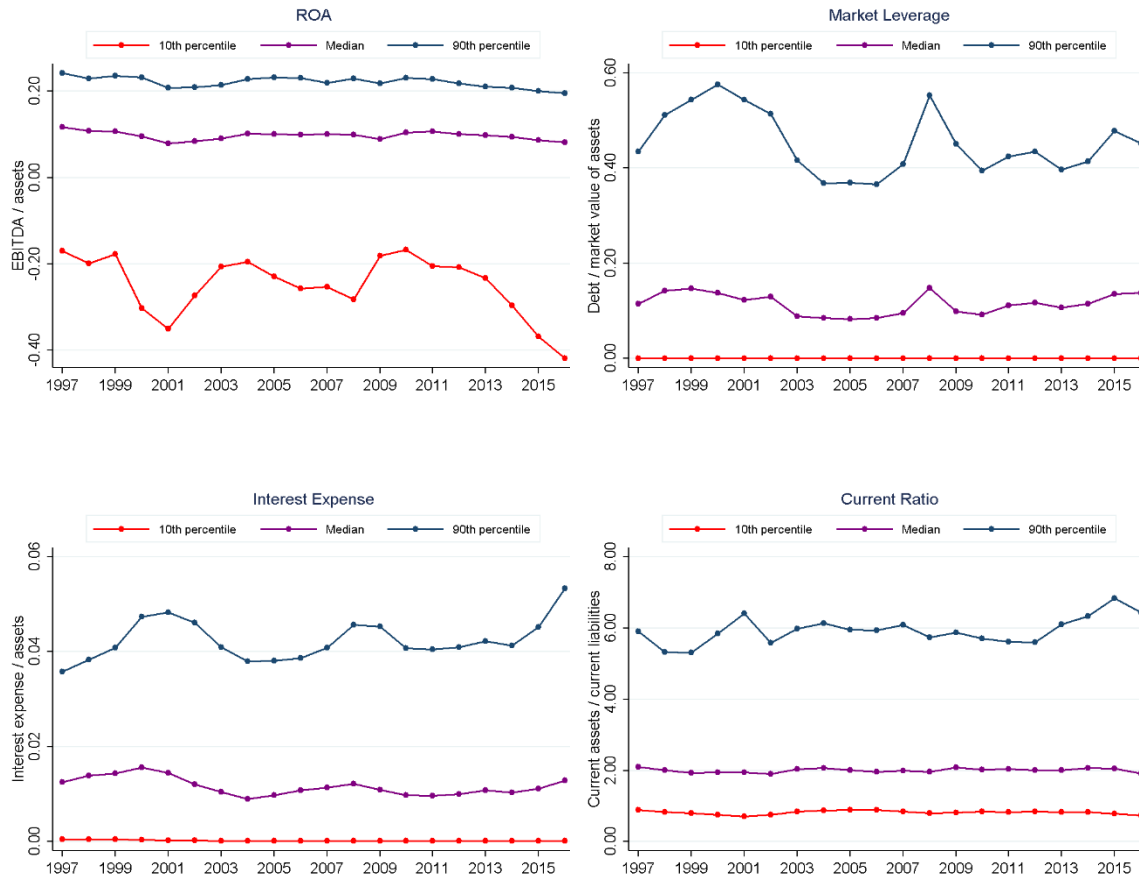 ROA
10th percentile Median 90th percentile
EBITDA / assets
0.20
0.00
-0.20
-0.40
1997 1999 2001 2003 2005 2007 2009 2011 2013 2015
Market Leverage
10th percentile Median 90th percentile
Debt / market value of assets
0.60
0.40
0.20
0.00
1997 1999 2001 2003 2005 2007 2009 2011 2013 2015
Interest Expense
10th percentile Median 90th percentile
Interest expense / assets
0.06
0.04
0.02
0.00
1997 1999 2001 2003 2005 2007 2009 2011 2013 2015
Current Ratio
10th percentile Median 90th percentile
Current assets / current liabilities
8.00
6.00
4.00
2.00
0.00
1997 1999 2001 2003 2005 2007 2009 2011 2013 2015